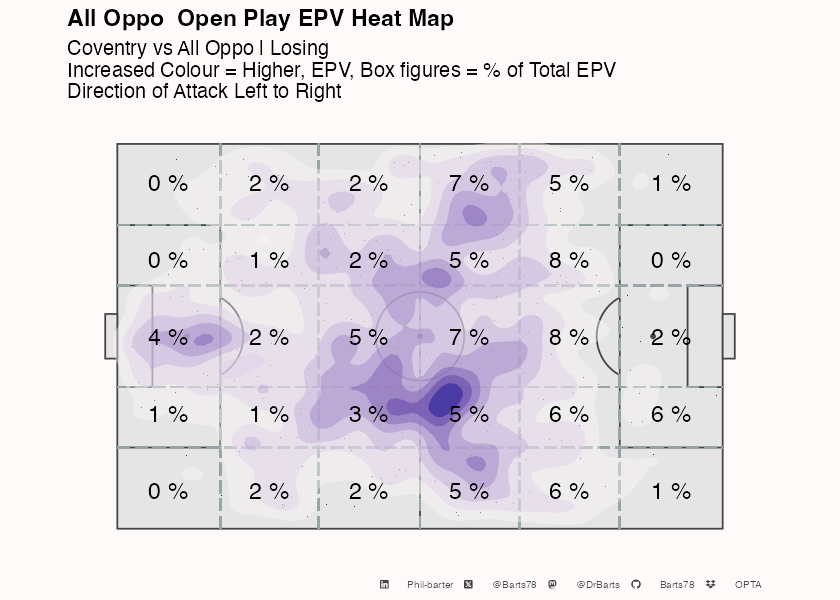 All Oppo  Open Play EPV Heat Map
Coventry vs All Oppo | Losing
Increased Colour = Higher, EPV, Box figures = % of Total EPV
Direction of Attack Left to Right
0 % 2 % 2 % 7 % 5 % 1 %
0 % 1 % 2 % 5 % 8 % 0 %
4 % 2 % 5 % 7 % 8 % 2 %
1 % 1 % 3 % 5 % 6 % 6 %
0 % 2 % 2 % 5 % 6 % 1 %
Phil-barter @Barts78 @DrBarts Barts78 OPTA